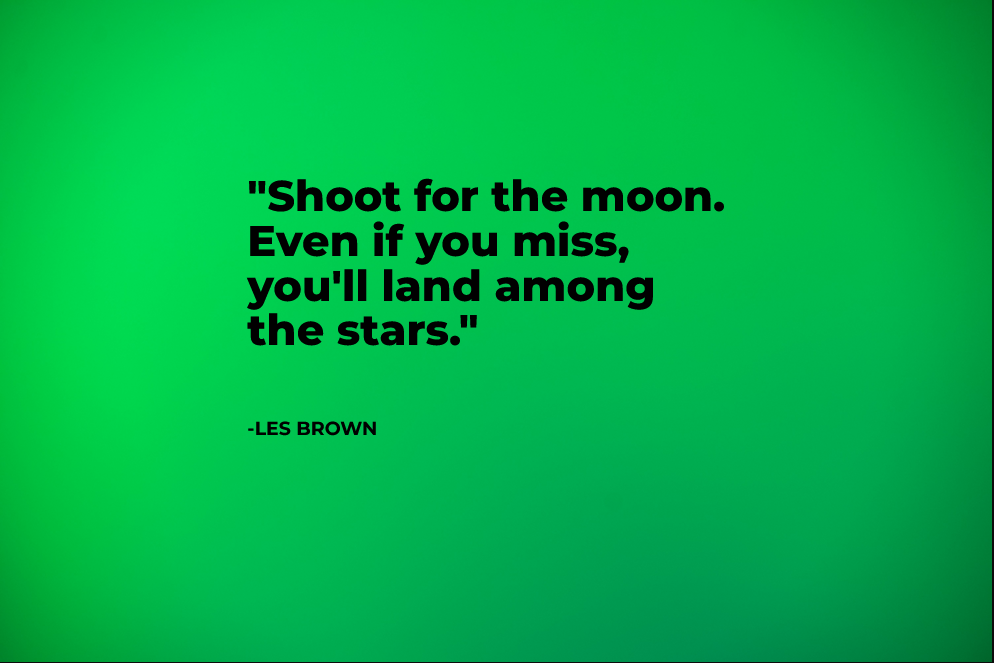 "Shoot for the moon.
Even if you miss,
you'll land among
the stars."
-LES BROWN